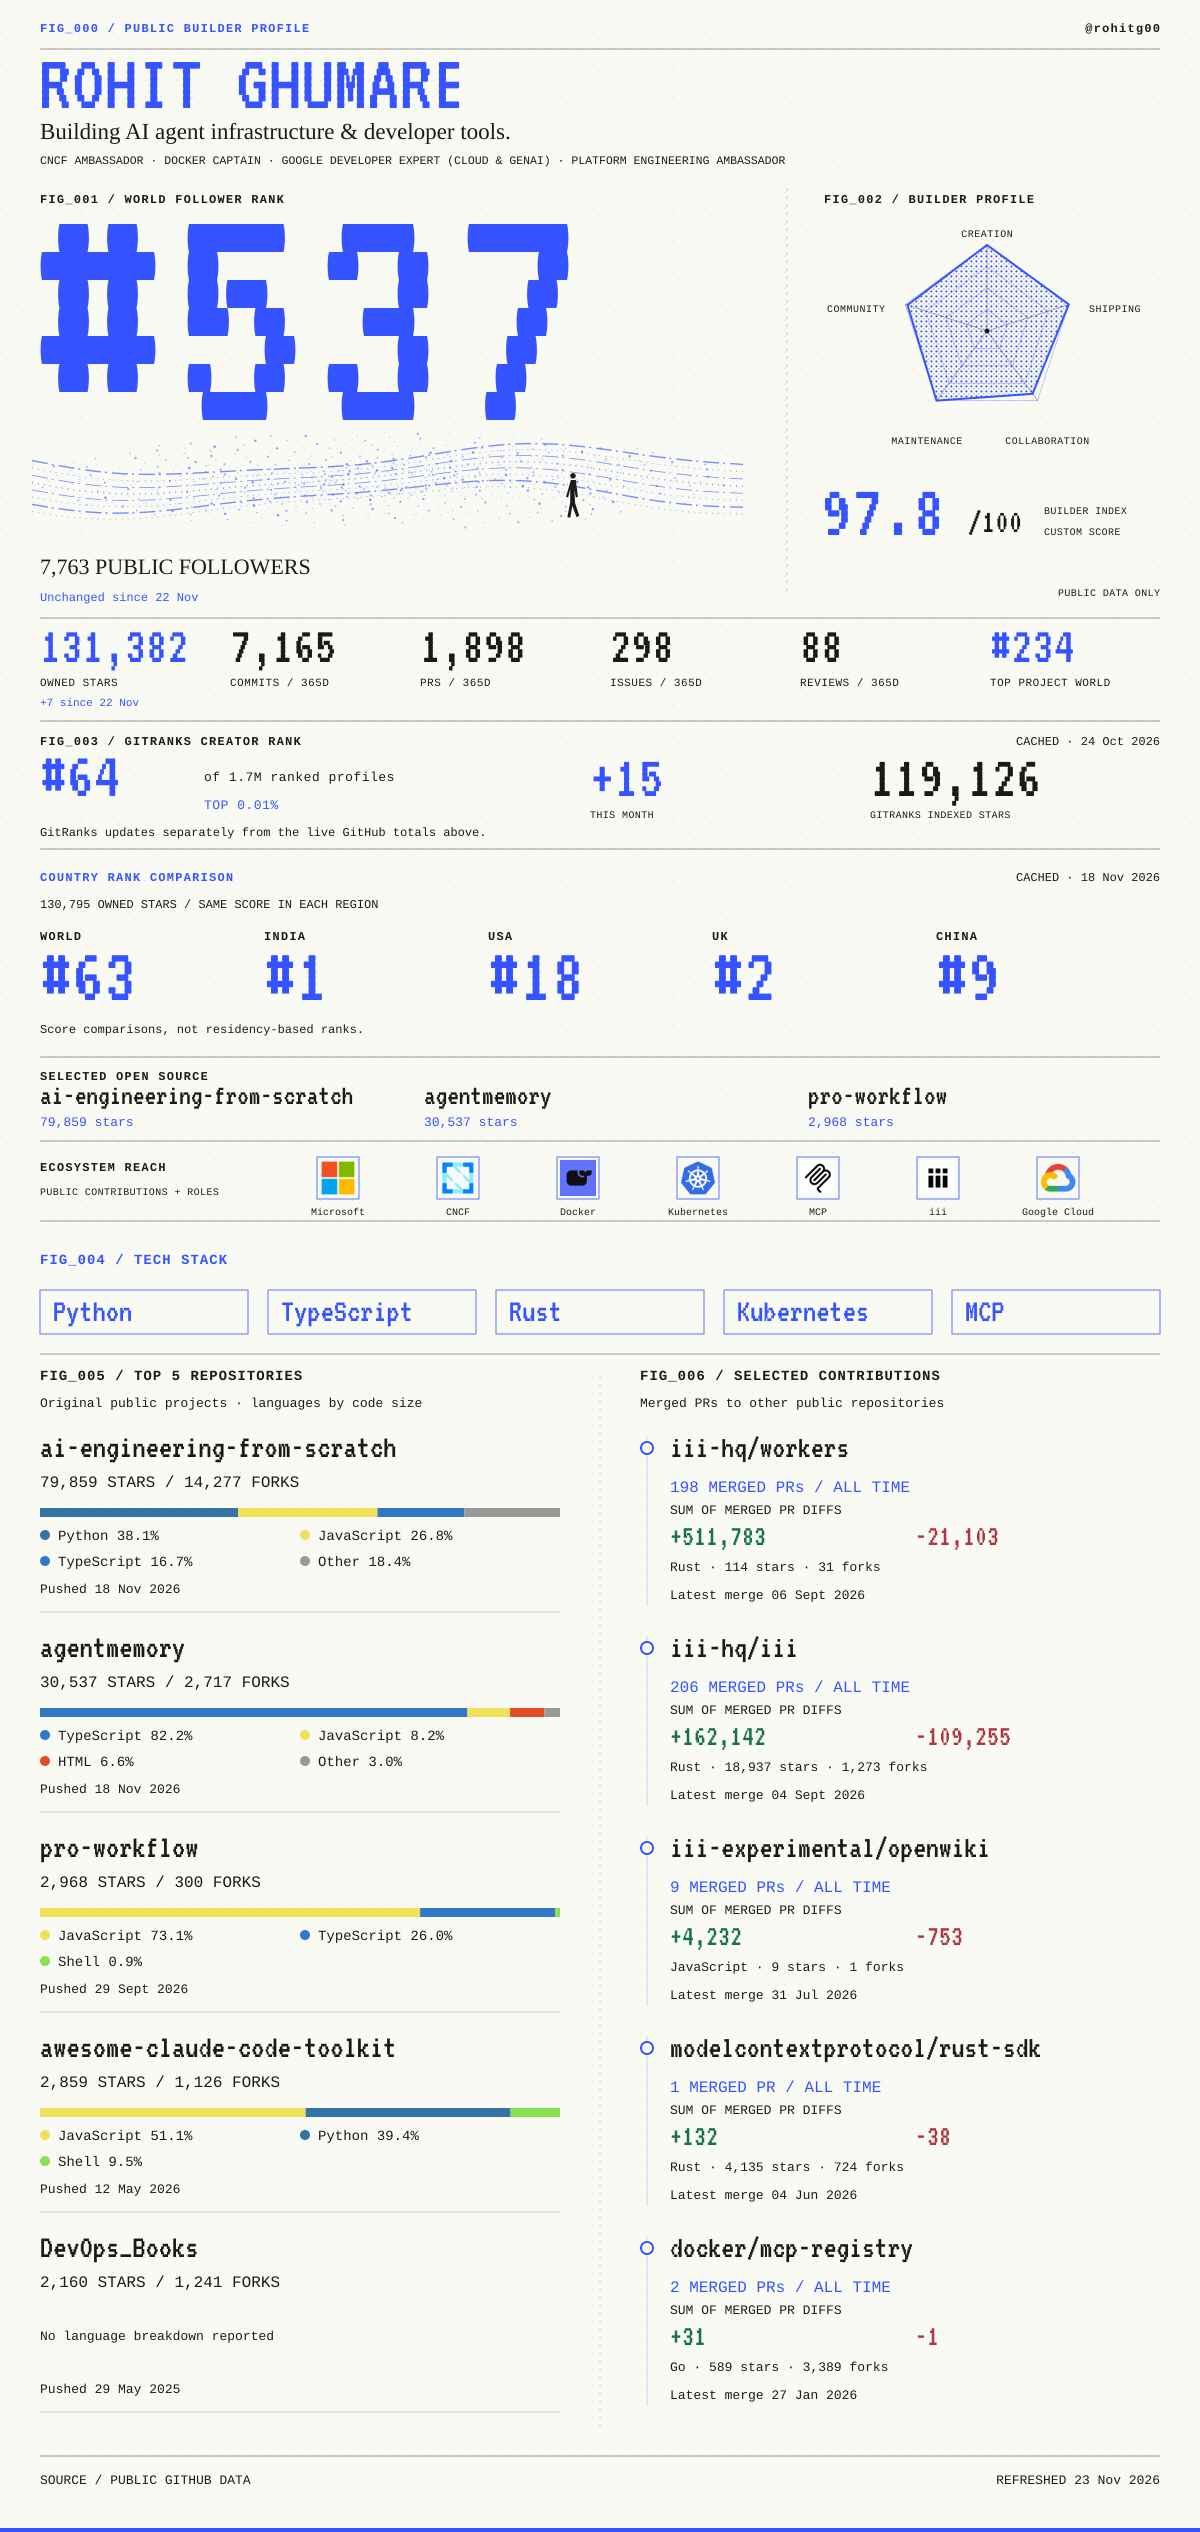 FIG_000 / PUBLIC BUILDER PROFILE
@rohitg00
ROHIT GHUMARE
Building AI agent infrastructure & developer tools.
CNCF AMBASSADOR · DOCKER CAPTAIN · GOOGLE DEVELOPER EXPERT (CLOUD & GENAI) · PLATFORM ENGINEERING AMBASSADOR
FIG_001 / WORLD FOLLOWER RANK
#537
7,763 PUBLIC FOLLOWERS
Unchanged since 22 Nov
FIG_002 / BUILDER PROFILE
CREATION
COMMUNITY
SHIPPING
MAINTENANCE
COLLABORATION
97.8 /100
BUILDER INDEX
CUSTOM SCORE
PUBLIC DATA ONLY
131,382
OWNED STARS
+7 since 22 Nov
7,165
COMMITS / 365D
1,898
PRS / 365D
298
ISSUES / 365D
88
REVIEWS / 365D
#234
TOP PROJECT WORLD
FIG_003 / GITRANKS CREATOR RANK
CACHED · 24 Oct 2026
#64
of 1.7M ranked profiles
TOP 0.01%
+15
THIS MONTH
119,126
GITRANKS INDEXED STARS
GitRanks updates separately from the live GitHub totals above.
COUNTRY RANK COMPARISON
CACHED · 18 Nov 2026
130,795 OWNED STARS / SAME SCORE IN EACH REGION
WORLD
#63
INDIA
#1
USA
#18
UK
#2
CHINA
#9
Score comparisons, not residency-based ranks.
SELECTED OPEN SOURCE
ai-engineering-from-scratch
79,859 stars
agentmemory
30,537 stars
pro-workflow
2,968 stars
ECOSYSTEM REACH
PUBLIC CONTRIBUTIONS + ROLES
Microsoft
CNCF
Docker
Kubernetes
MCP
iii
Google Cloud
FIG_004 / TECH STACK
Python
TypeScript
Rust
Kubernetes
MCP
FIG_005 / TOP 5 REPOSITORIES
Original public projects · languages by code size
ai-engineering-from-scratch
79,859 STARS / 14,277 FORKS
Python 38.1%
JavaScript 26.8%
TypeScript 16.7%
Other 18.4%
Pushed 18 Nov 2026
agentmemory
30,537 STARS / 2,717 FORKS
TypeScript 82.2%
JavaScript 8.2%
HTML 6.6%
Other 3.0%
Pushed 18 Nov 2026
pro-workflow
2,968 STARS / 300 FORKS
JavaScript 73.1%
TypeScript 26.0%
Shell 0.9%
Pushed 29 Sept 2026
awesome-claude-code-toolkit
2,859 STARS / 1,126 FORKS
JavaScript 51.1%
Python 39.4%
Shell 9.5%
Pushed 12 May 2026
DevOps_Books
2,160 STARS / 1,241 FORKS
No language breakdown reported
Pushed 29 May 2025
FIG_006 / SELECTED CONTRIBUTIONS
Merged PRs to other public repositories
iii-hq/workers
198 MERGED PRs / ALL TIME
SUM OF MERGED PR DIFFS
+511,783
-21,103
Rust · 114 stars · 31 forks
Latest merge 06 Sept 2026
iii-hq/iii
206 MERGED PRs / ALL TIME
SUM OF MERGED PR DIFFS
+162,142
-109,255
Rust · 18,937 stars · 1,273 forks
Latest merge 04 Sept 2026
iii-experimental/openwiki
9 MERGED PRs / ALL TIME
SUM OF MERGED PR DIFFS
+4,232
-753
JavaScript · 9 stars · 1 forks
Latest merge 31 Jul 2026
modelcontextprotocol/rust-sdk
1 MERGED PR / ALL TIME
SUM OF MERGED PR DIFFS
+132
-38
Rust · 4,135 stars · 724 forks
Latest merge 04 Jun 2026
docker/mcp-registry
2 MERGED PRs / ALL TIME
SUM OF MERGED PR DIFFS
+31
-1
Go · 589 stars · 3,389 forks
Latest merge 27 Jan 2026
SOURCE / PUBLIC GITHUB DATA
REFRESHED 23 Nov 2026